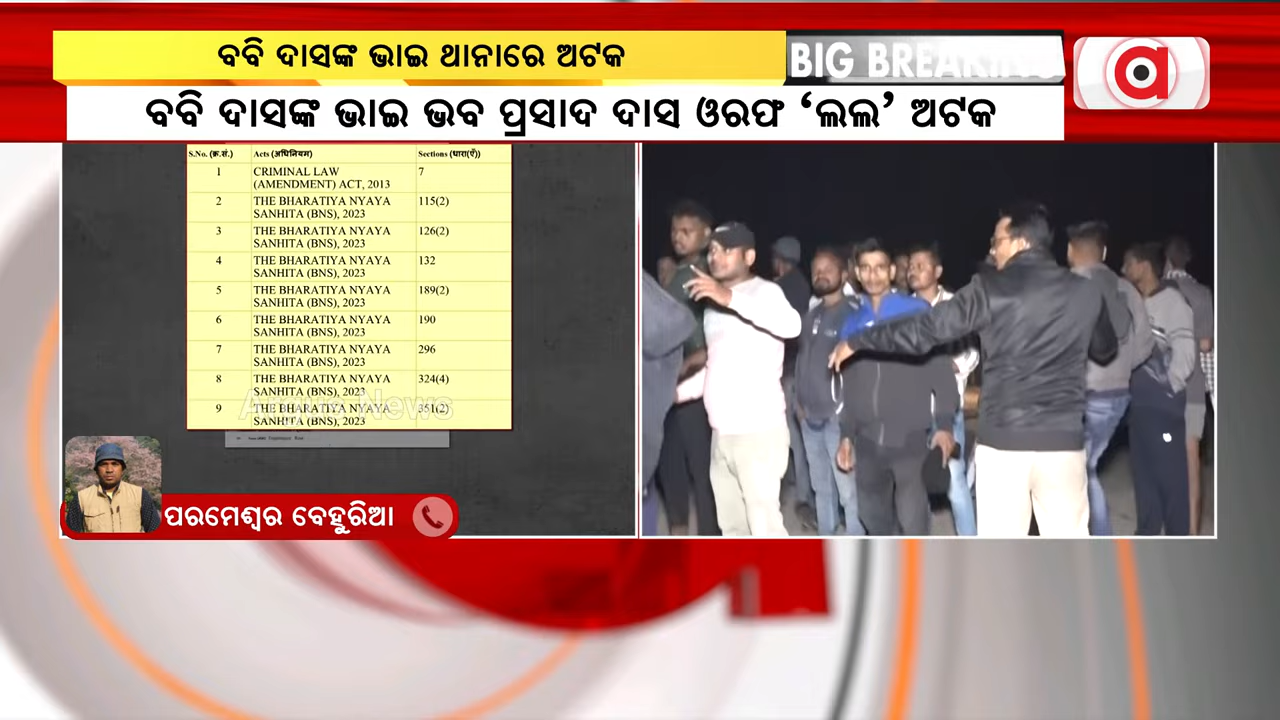 ବବି ଦାସଙ୍କ ଭାଇ ଥାନାରେ ଅଟକ
BIG BREAKING
ବବି ଦାସଙ୍କ ଭାଇ ଭବ ପ୍ରସାଦ ଦାସ ଓରଫ ‘ଲଲ’ ଅଟକ
S.No. (क्र.सं.) Acts (अधिनियम) Sections (धारा(एँ))
1 CRIMINAL LAW (AMENDMENT) ACT, 2013 7
2 THE BHARATIYA NYAYA SANHITA (BNS), 2023 115(2)
3 THE BHARATIYA NYAYA SANHITA (BNS), 2023 126(2)
4 THE BHARATIYA NYAYA SANHITA (BNS), 2023 132
5 THE BHARATIYA NYAYA SANHITA (BNS), 2023 189(2)
6 THE BHARATIYA NYAYA SANHITA (BNS), 2023 190
7 THE BHARATIYA NYAYA SANHITA (BNS), 2023 296
8 THE BHARATIYA NYAYA SANHITA (BNS), 2023 324(4)
9 THE BHARATIYA NYAYA SANHITA (BNS), 2023 351(2)
Argus News
ପରମେଶ୍ୱର ବେହୁରିଆ